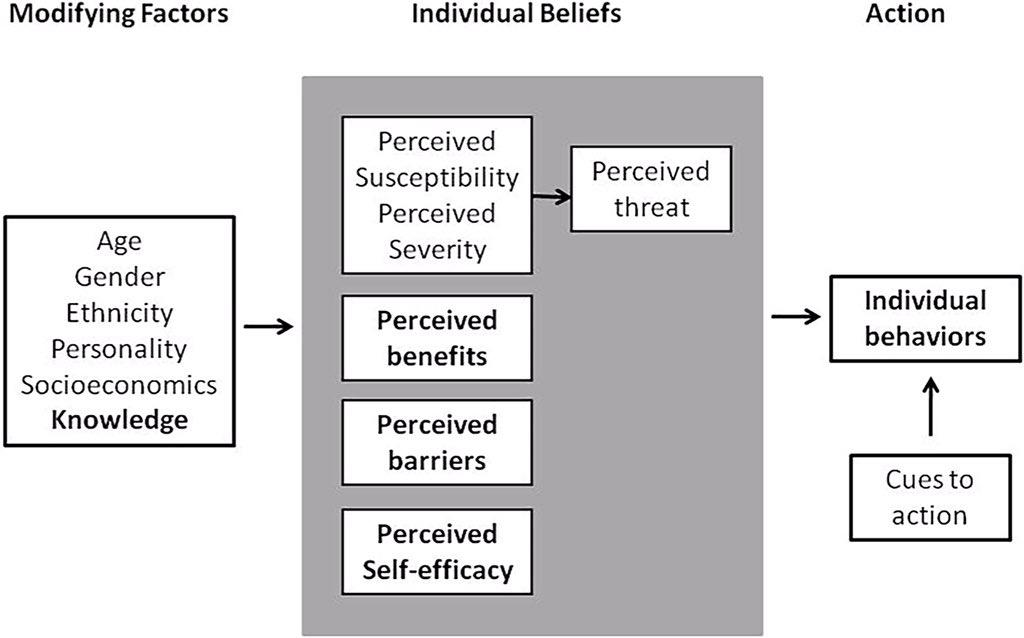 Modifying Factors
Individual Beliefs
Action
Age
Gender
Ethnicity
Personality
Socioeconomics
Knowledge
Perceived
Susceptibility
Perceived
Severity
Perceived
threat
Perceived
benefits
Perceived
barriers
Perceived
Self-efficacy
Individual
behaviors
Cues to
action